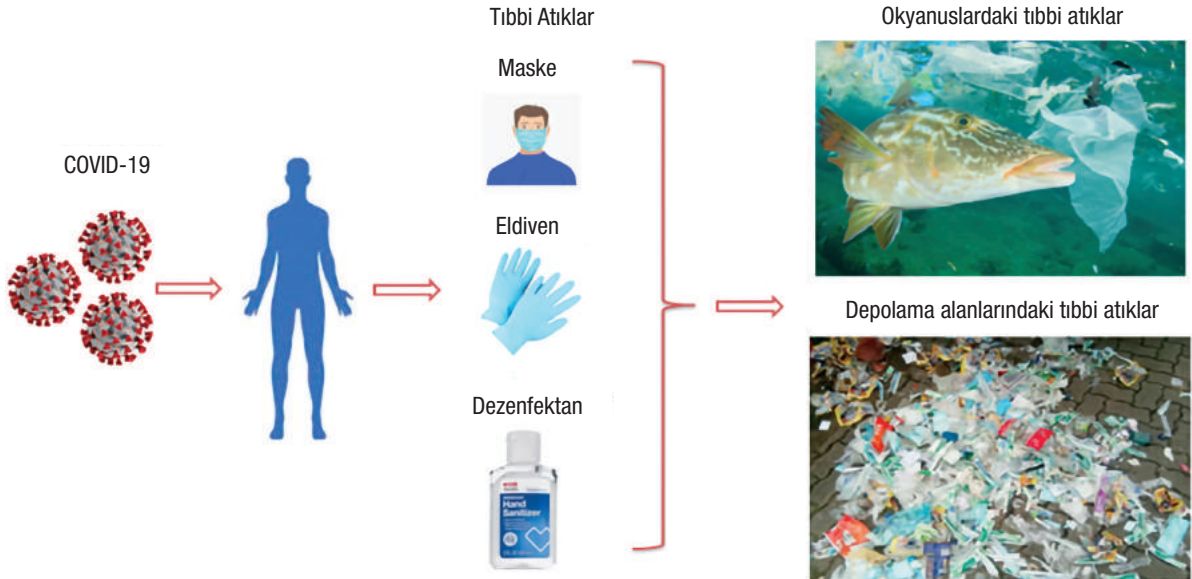 COVID-19
Tıbbi Atıklar
Maske
Eldiven
Dezenfektan
Hand
Sanitizer
Okyanuslardaki tıbbi atıklar
Depolama alanlarındaki tıbbi atıklar